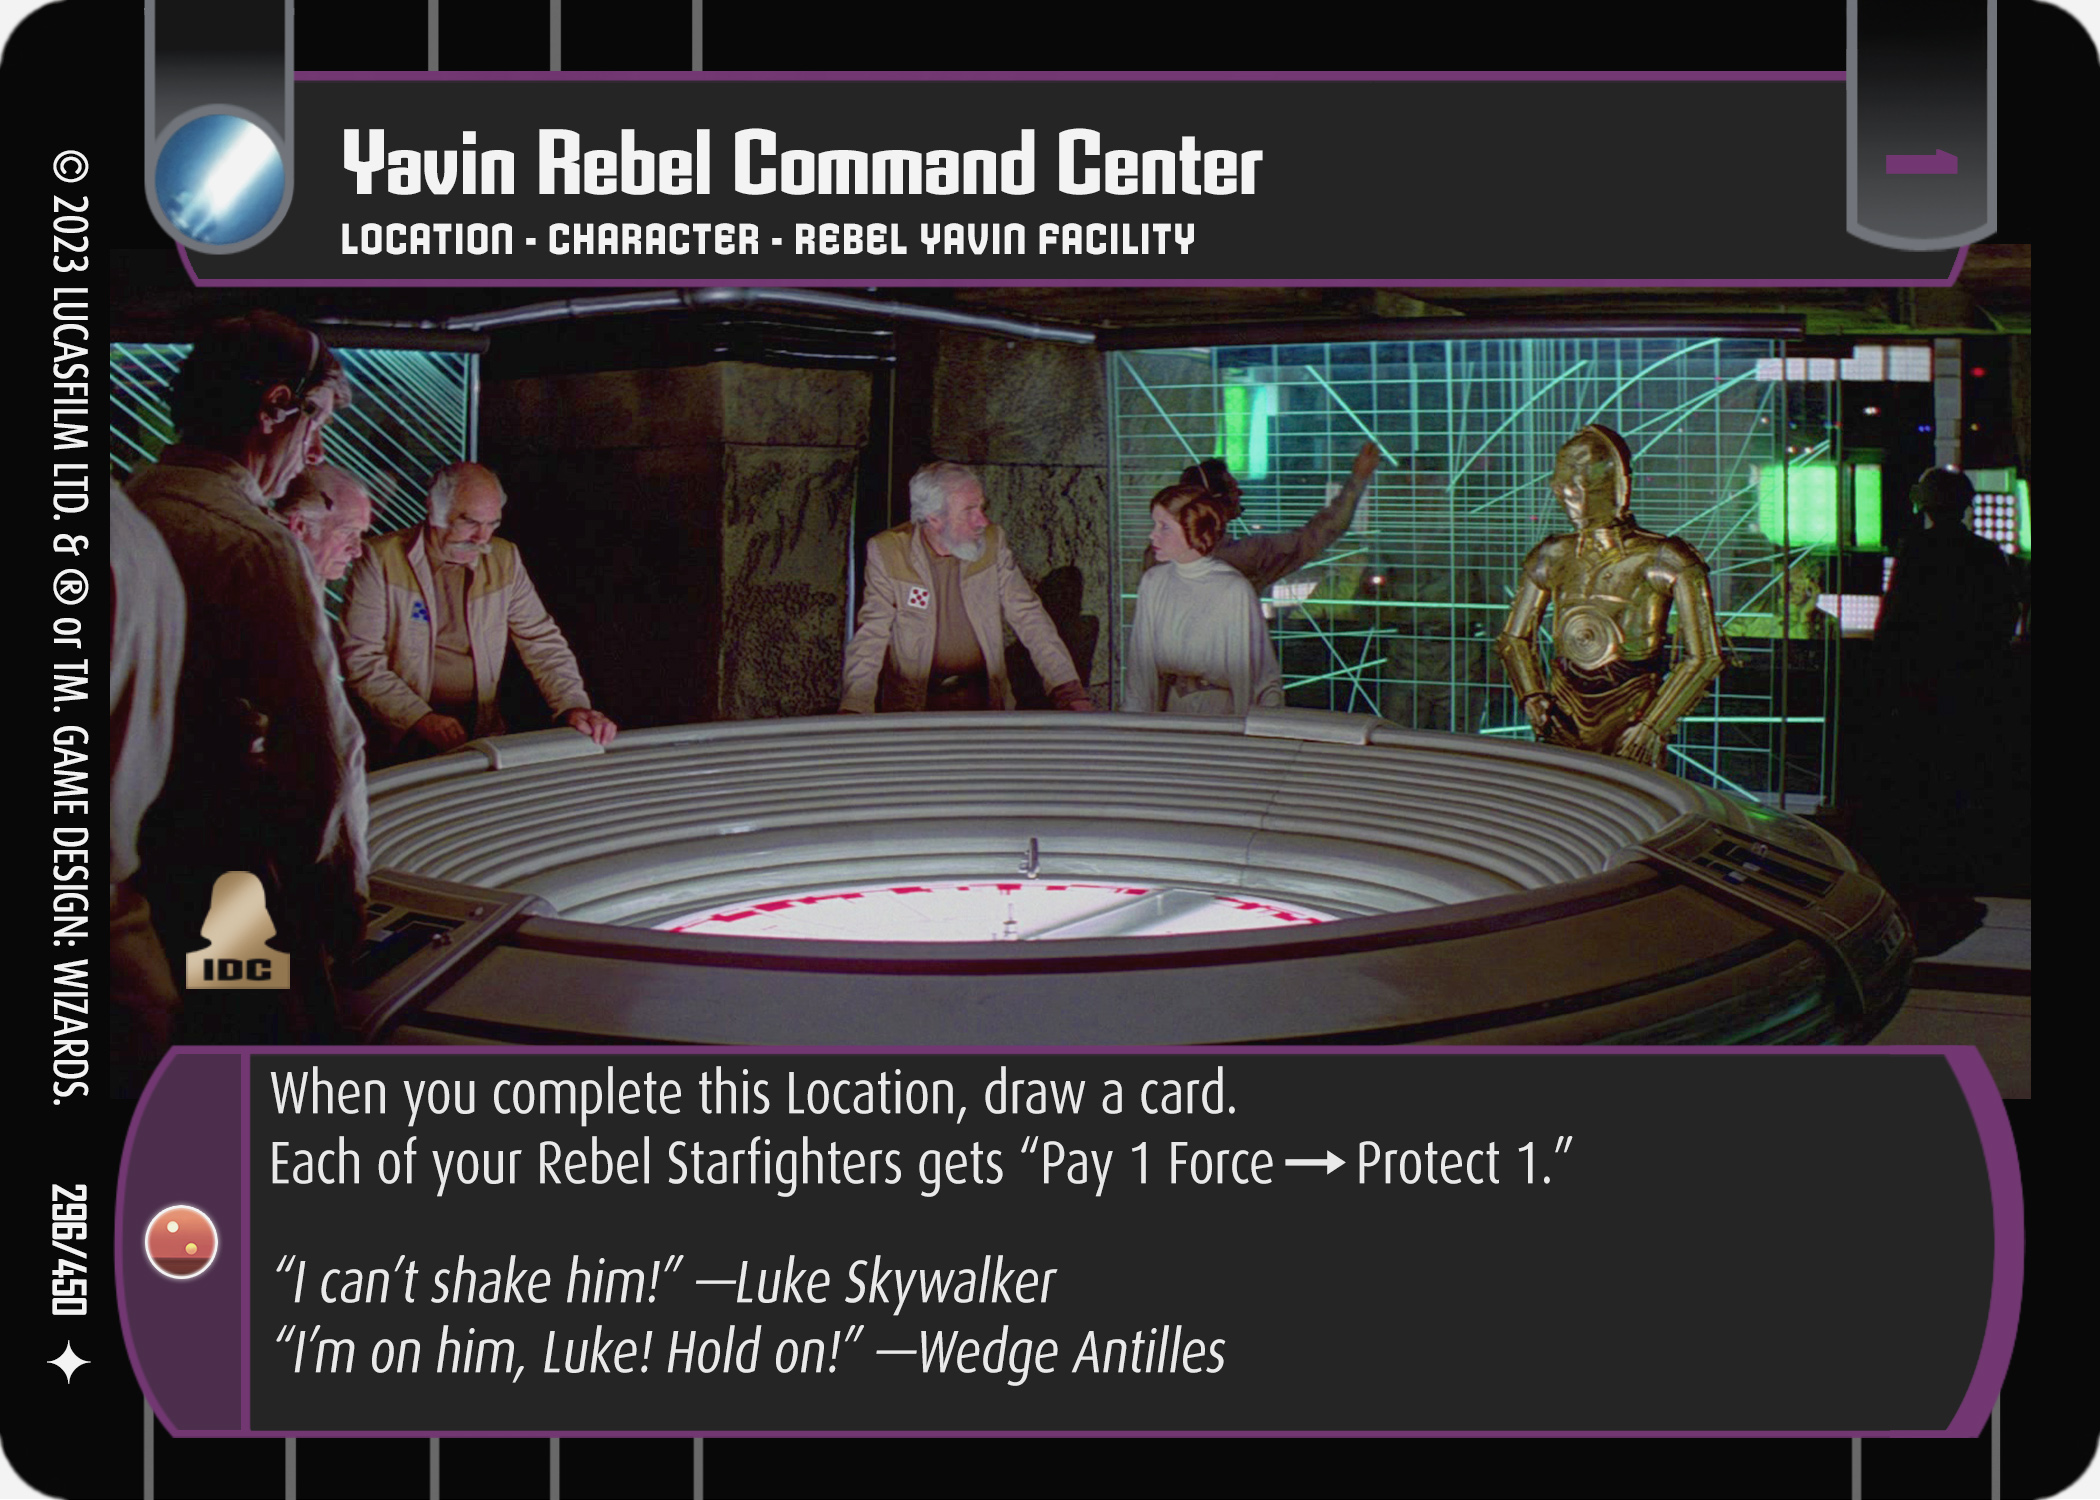 Yavin Rebel Command Center
LOCATION - CHARACTER - REBEL YAVIN FACILITY
1
IDC
When you complete this Location, draw a card.
Each of your Rebel Starfighters gets “Pay 1 Force → Protect 1.”
“I can’t shake him!” —Luke Skywalker
“I’m on him, Luke! Hold on!” —Wedge Antilles
© 2023 LUCASFILM LTD. & ® or TM. GAME DESIGN: WIZARDS.
296/450